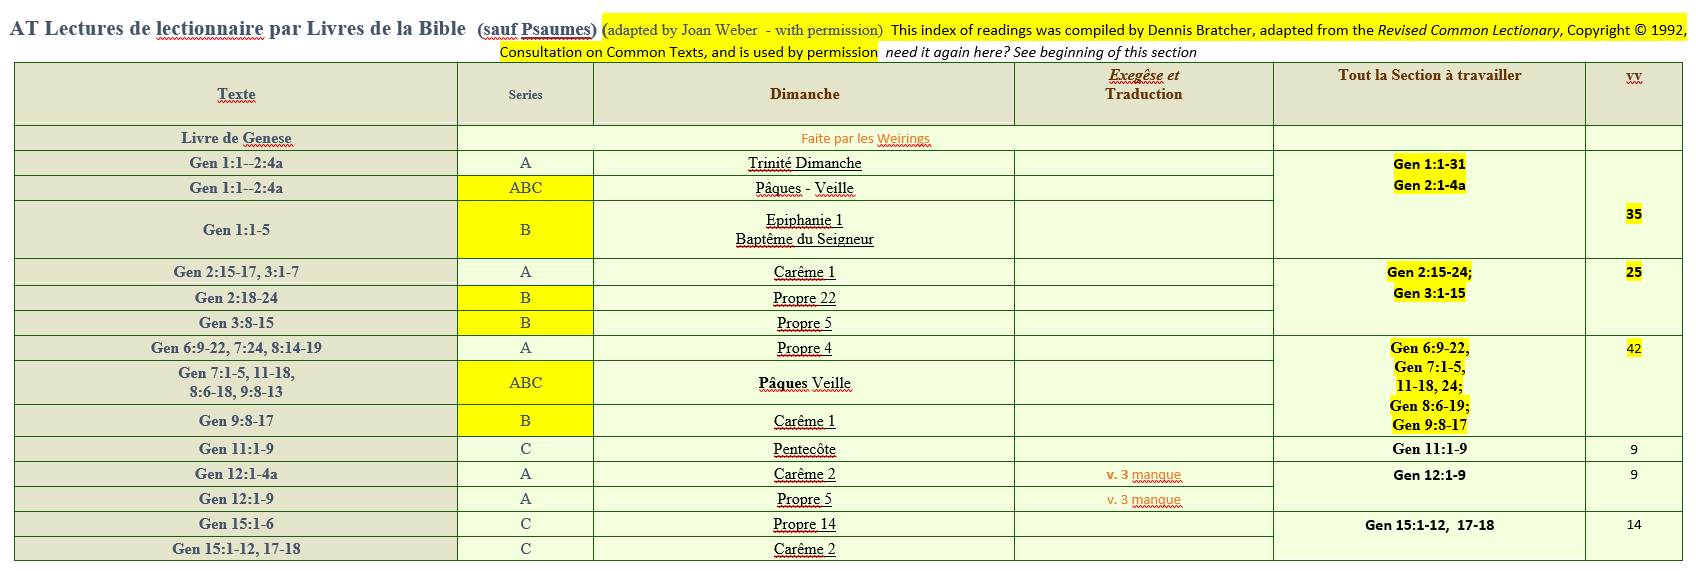 AT Lectures de lectionnaire par Livres de la Bible (sauf Psaumes) (adapted by Joan Weber - with permission) This index of readings was compiled by Dennis Bratcher, adapted from the Revised Common Lectionary, Copyright © 1992,
Consultation on Common Texts, and is used by permission need it again here? See beginning of this section
Texte Series Dimanche Exegêse et Traduction Tout la Section à travailler vv
Livre de Genese Faite par les Weirings
Gen 1:1--2:4a A Trinité Dimanche Gen 1:1-31
Gen 1:1--2:4a ABC Pâques - Veille Gen 2:1-4a
Gen 1:1-5 B Epiphanie 1 35
Baptême du Seigneur
Gen 2:15-17, 3:1-7 A Carême 1 Gen 2:15-24; 25
Gen 2:18-24 B Propre 22 Gen 3:1-15
Gen 3:8-15 B Propre 5
Gen 6:9-22, 7:24, 8:14-19 A Propre 4 Gen 6:9-22, 42
Gen 7:1-5, 11-18, Gen 7:1-5,
8:6-18, 9:8-13 ABC Pâques Veille 11-18, 24;
Gen 8:6-19;
Gen 9:8-17 B Carême 1 Gen 9:8-17
Gen 11:1-9 C Pentecôte Gen 11:1-9 9
Gen 12:1-4a A Carême 2 v. 3 manque Gen 12:1-9 9
Gen 12:1-9 A Propre 5 v. 3 manque
Gen 15:1-6 C Propre 14 Gen 15:1-12, 17-18 14
Gen 15:1-12, 17-18 C Carême 2